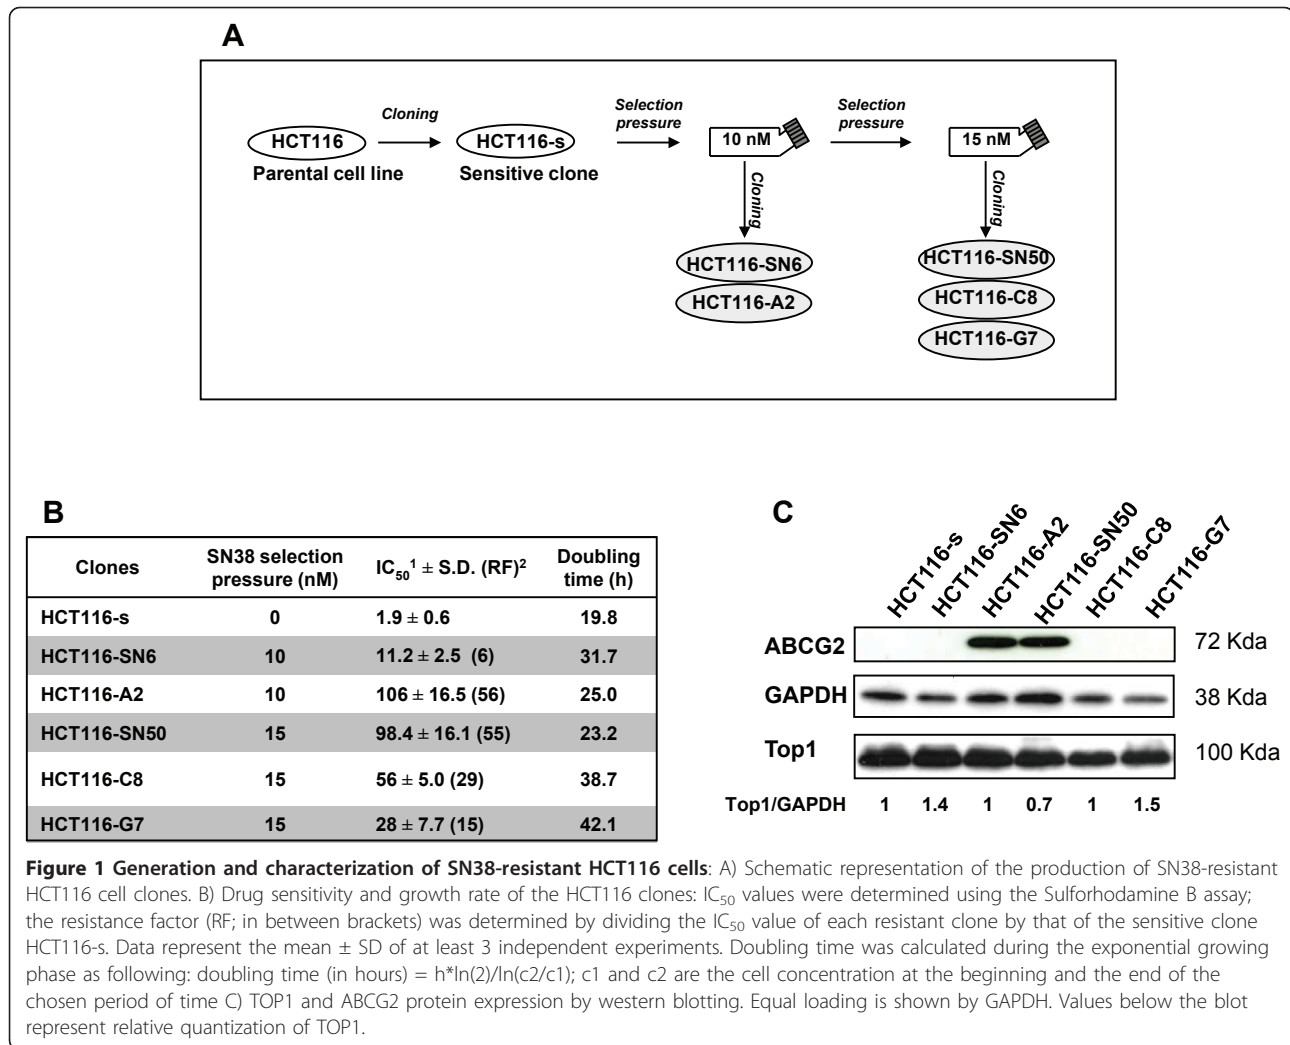 A
Cloning
Selection
pressure
Selection
pressure
HCT116
HCT116-s
10 nM
15 nM
Parental cell line
Sensitive clone
Cloning
Cloning
HCT116-SN6
HCT116-A2
HCT116-SN50
HCT116-C8
HCT116-G7
B
Clones SN38 selection pressure (nM) IC50¹ ± S.D. (RF)² Doubling time (h)
HCT116-s 0 1.9 ± 0.6 19.8
HCT116-SN6 10 11.2 ± 2.5 (6) 31.7
HCT116-A2 10 106 ± 16.5 (56) 25.0
HCT116-SN50 15 98.4 ± 16.1 (55) 23.2
HCT116-C8 15 56 ± 5.0 (29) 38.7
HCT116-G7 15 28 ± 7.7 (15) 42.1
C
HCT116-s
HCT116-SN6
HCT116-A2
HCT116-SN50
HCT116-C8
HCT116-G7
ABCG2 72 Kda
GAPDH 38 Kda
Top1 100 Kda
Top1/GAPDH 1 1.4 1 0.7 1 1.5
Figure 1 Generation and characterization of SN38-resistant HCT116 cells: A) Schematic representation of the production of SN38-resistant
HCT116 cell clones. B) Drug sensitivity and growth rate of the HCT116 clones: IC50 values were determined using the Sulforhodamine B assay;
the resistance factor (RF; in between brackets) was determined by dividing the IC50 value of each resistant clone by that of the sensitive clone
HCT116-s. Data represent the mean ± SD of at least 3 independent experiments. Doubling time was calculated during the exponential growing
phase as following: doubling time (in hours) = h*ln(2)/ln(c2/c1); c1 and c2 are the cell concentration at the beginning and the end of the
chosen period of time C) TOP1 and ABCG2 protein expression by western blotting. Equal loading is shown by GAPDH. Values below the blot
represent relative quantization of TOP1.